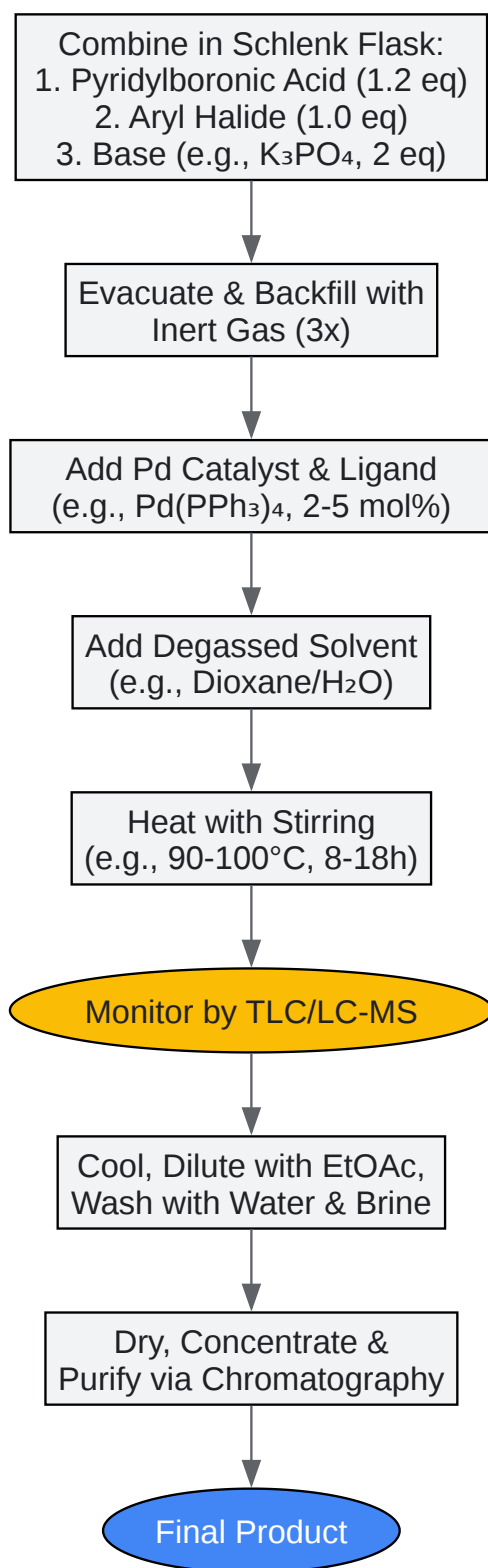 Combine in Schlenk Flask:
1. Pyridylboronic Acid (1.2 eq)
2. Aryl Halide (1.0 eq)
3. Base (e.g., K₃PO₄, 2 eq)
Evacuate & Backfill with
Inert Gas (3x)
Add Pd Catalyst & Ligand
(e.g., Pd(PPh₃)₄, 2-5 mol%)
Add Degassed Solvent
(e.g., Dioxane/H₂O)
Heat with Stirring
(e.g., 90-100°C, 8-18h)
Monitor by TLC/LC-MS
Cool, Dilute with EtOAc,
Wash with Water & Brine
Dry, Concentrate &
Purify via Chromatography
Final Product